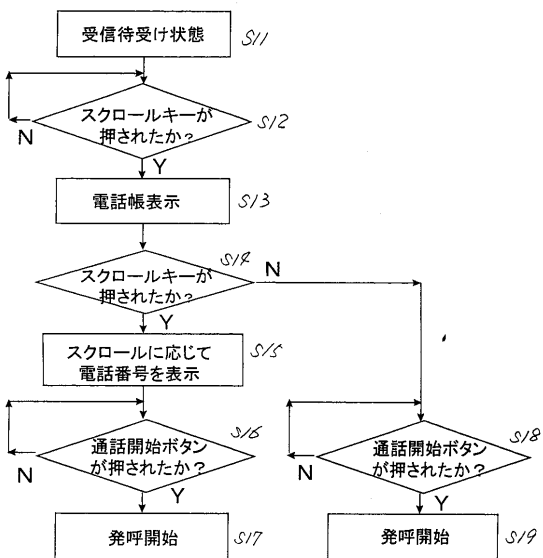 受信待受け状態
S11
スクロールキーが
押されたか?
S12
N
Y
電話帳表示
S13
スクロールキーが
押されたか?
S14
N
Y
スクロールに応じて
電話番号を表示
S15
通話開始ボタン
が押されたか?
S16
N
Y
発呼開始
S17
通話開始ボタン
が押されたか?
S18
N
Y
発呼開始
S19